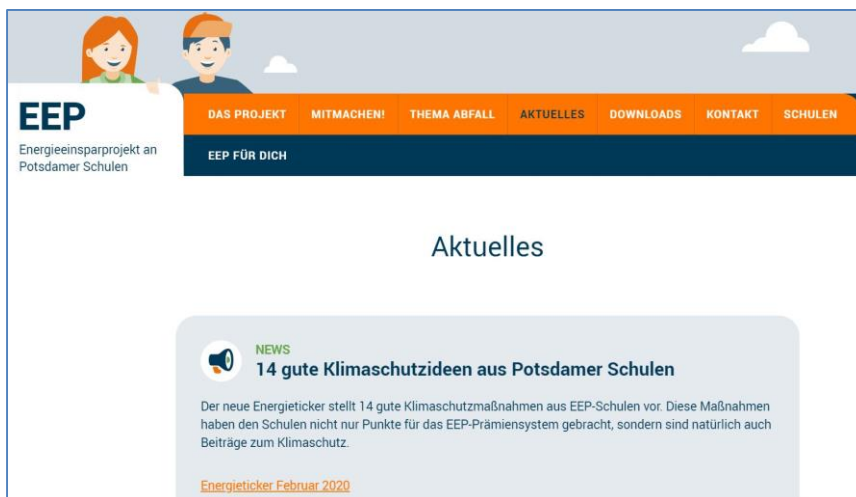 EEP
Energieeinsparprojekt an
Potsdamer Schulen
DAS PROJEKT MITMACHEN! THEMA ABFALL AKTUELLES DOWNLOADS KONTAKT SCHULEN
EEP FÜR DICH
Aktuelles
NEWS
14 gute Klimaschutzideen aus Potsdamer Schulen
Der neue Energieticker stellt 14 gute Klimaschutzmaßnahmen aus EEP-Schulen vor. Diese Maßnahmen
haben den Schulen nicht nur Punkte für das EEP-Prämiensystem gebracht, sondern sind natürlich auch
Beiträge zum Klimaschutz.
Energieticker Februar 2020